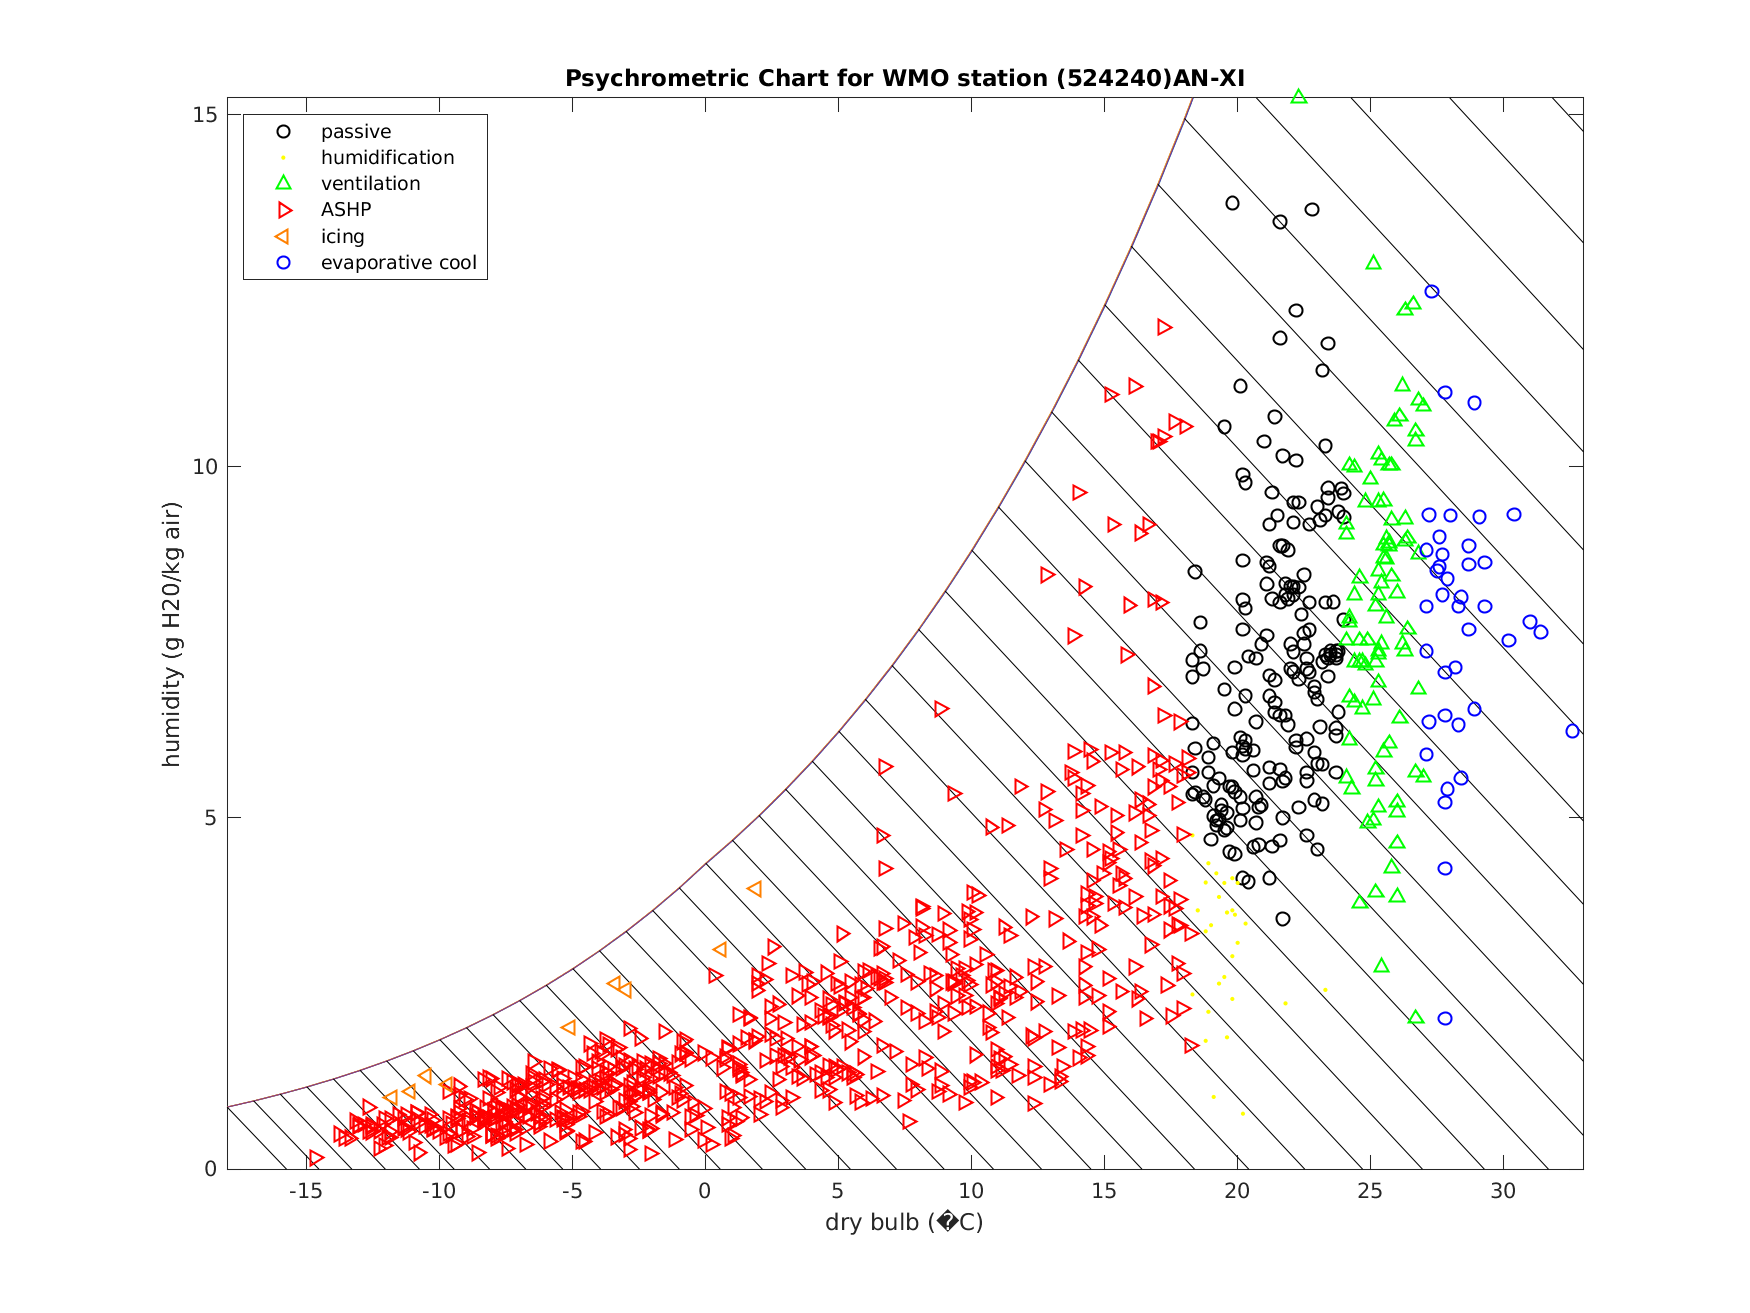 Psychrometric Chart for WMO station (524240)AN-XI
passive
humidification
ventilation
ASHP
icing
evaporative cool
15
10
5
0
humidity (g H20/kg air)
-15 -10 -5 0 5 10 15 20 25 30
dry bulb (�C)